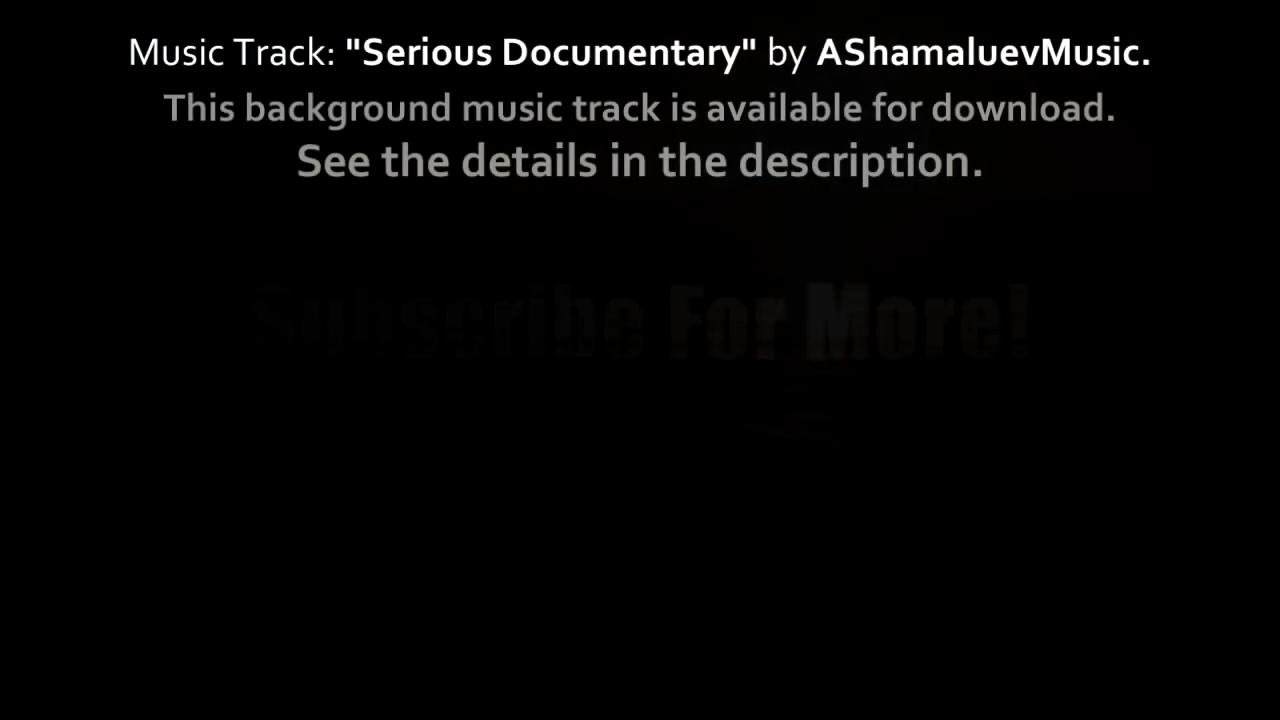 Music Track: "Serious Documentary" by AShamaluevMusic.
This background music track is available for download.
See the details in the description.
Subscribe For More!